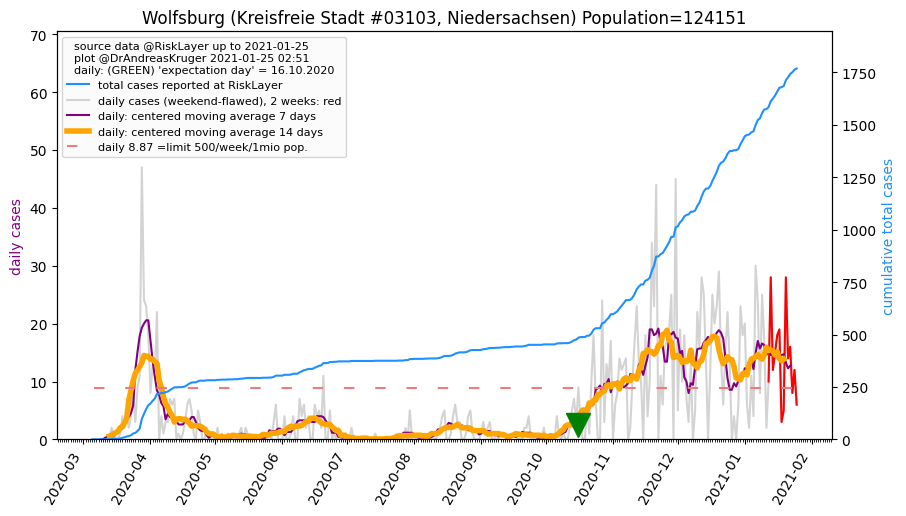 Wolfsburg (Kreisfreie Stadt #03103, Niedersachsen) Population=124151
source data @RiskLayer up to 2021-01-25
plot @DrAndreasKruger 2021-01-25 02:51
daily: (GREEN) 'expectation day' = 16.10.2020
total cases reported at RiskLayer
daily cases (weekend-flawed), 2 weeks: red
daily: centered moving average 7 days
daily: centered moving average 14 days
daily 8.87 =limit 500/week/1mio pop.
daily cases
70
60
50
40
30
20
10
0
cumulative total cases
1750
1500
1250
1000
750
500
250
0
2020-03
2020-04
2020-05
2020-06
2020-07
2020-08
2020-09
2020-10
2020-11
2020-12
2021-01
2021-02